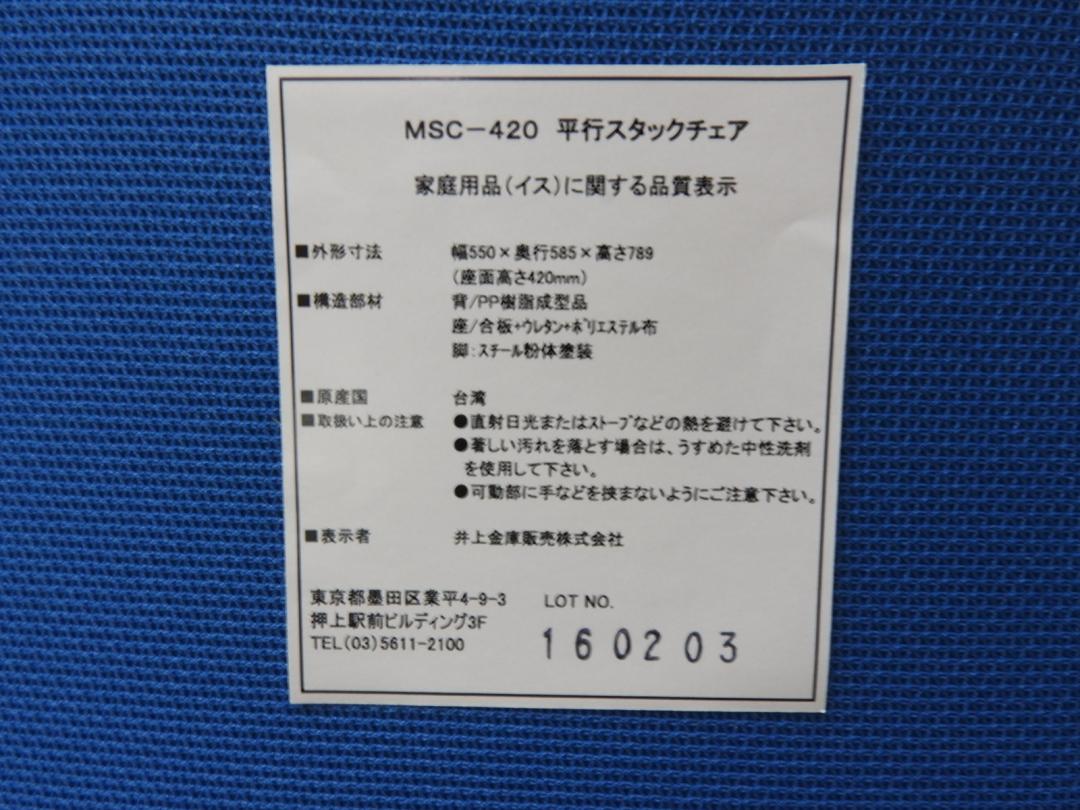 MSC-420 平行スタックチェア
家庭用品(イス)に関する品質表示
■外形寸法 幅550×奥行585×高さ789
(座面高さ420mm)
■構造部材 背/PP樹脂成型品
座/合板+ウレタン+ポリエステル布
脚:スチール粉体塗装
■原産国 台湾
■取扱い上の注意 ●直射日光またはストーブなどの熱を避けて下さい。
●著しい汚れを落とす場合は、うすめた中性洗剤
を使用して下さい。
●可動部に手などを挟まないようにご注意下さい。
■表示者 井上金庫販売株式会社
東京都墨田区業平4-9-3 LOT NO.
押上駅前ビルディング3F
TEL(03)5611-2100 160203